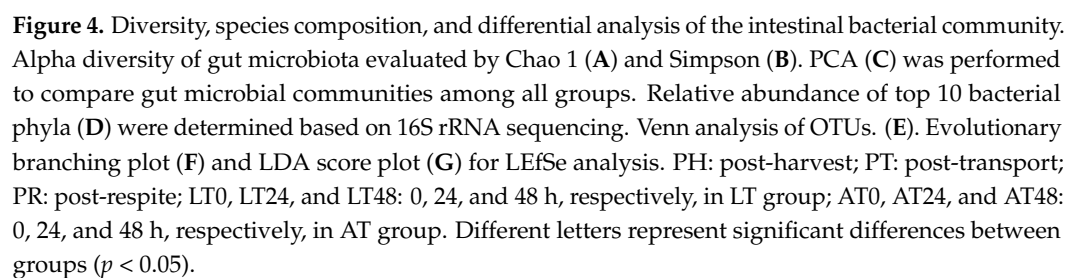 Figure 4. Diversity, species composition, and differential analysis of the intestinal bacterial community.
Alpha diversity of gut microbiota evaluated by Chao 1 (A) and Simpson (B). PCA (C) was performed
to compare gut microbial communities among all groups. Relative abundance of top 10 bacterial
phyla (D) were determined based on 16S rRNA sequencing. Venn analysis of OTUs. (E). Evolutionary
branching plot (F) and LDA score plot (G) for LEfSe analysis. PH: post-harvest; PT: post-transport;
PR: post-respite; LT0, LT24, and LT48: 0, 24, and 48 h, respectively, in LT group; AT0, AT24, and AT48:
0, 24, and 48 h, respectively, in AT group. Different letters represent significant differences between
groups (p < 0.05).